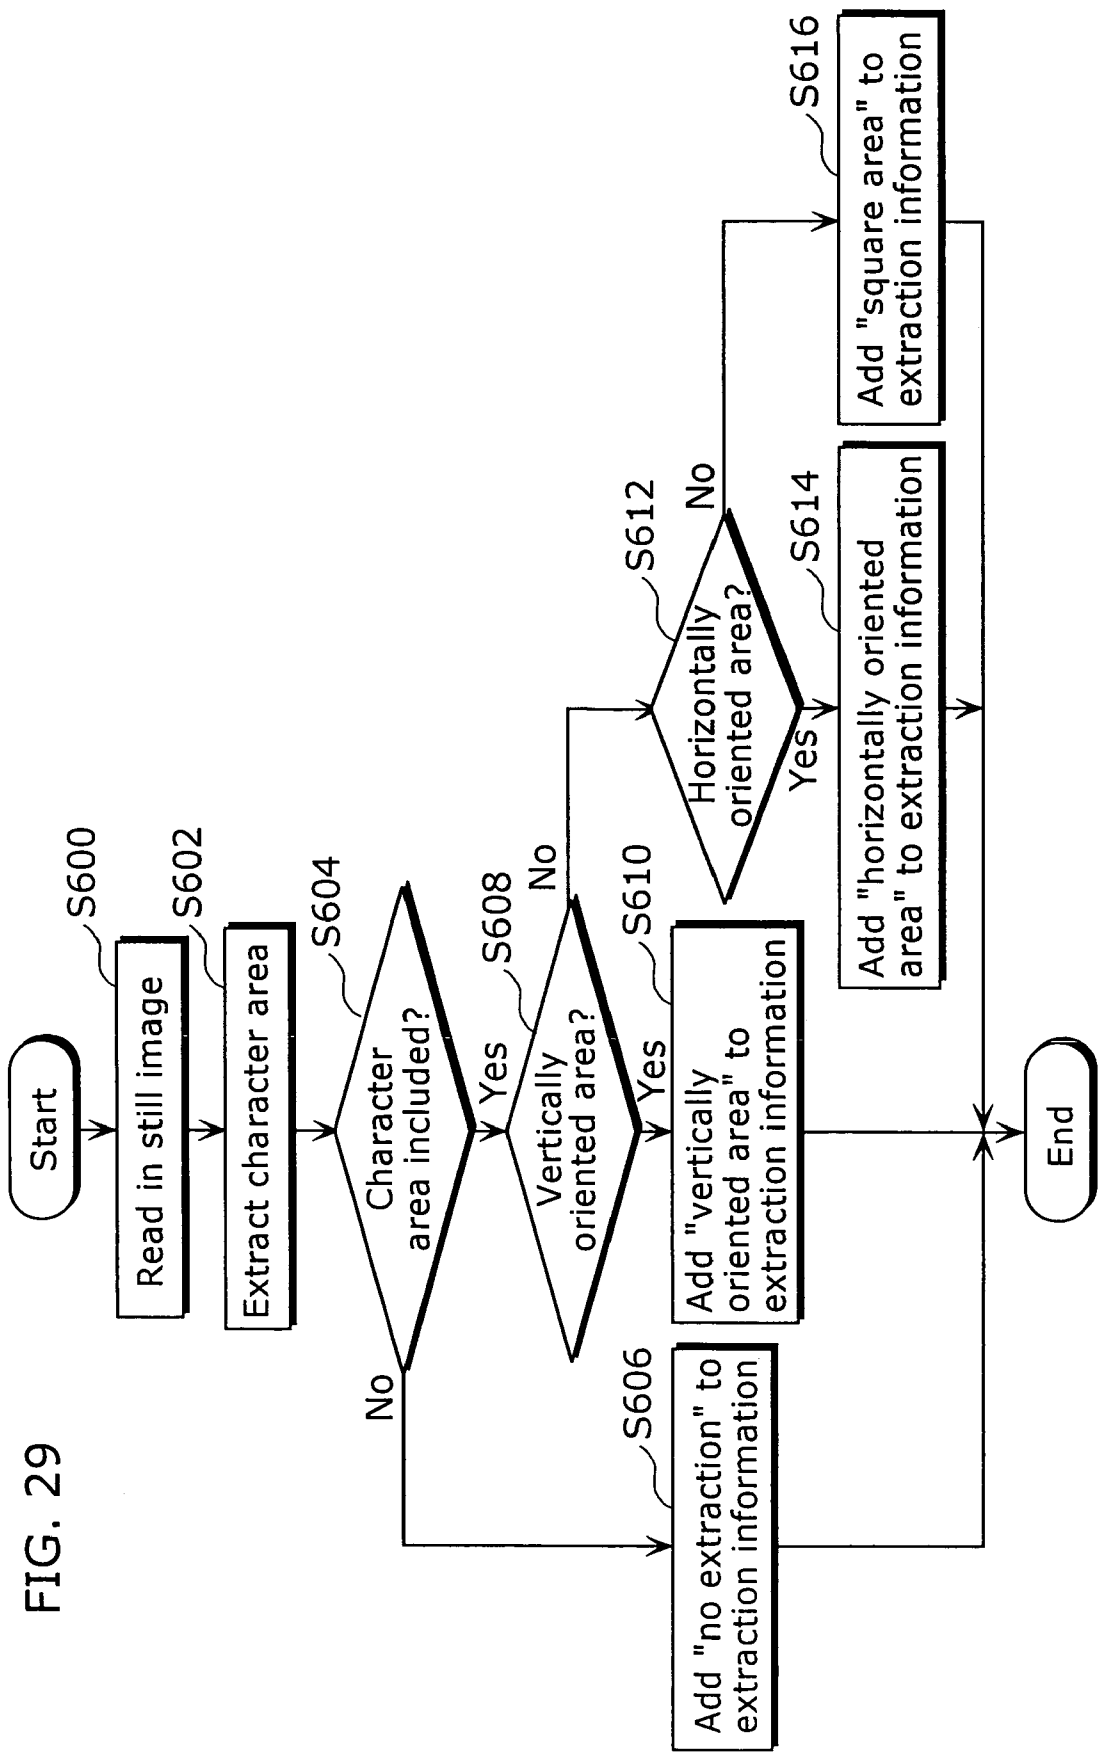 FIG. 29
Start
S600
Read in still image
S602
Extract character area
S604
Character
area included?
No
Yes
S608
Vertically
oriented area?
No
Yes
S606
Add "no extraction" to
extraction information
S610
Add "vertically
oriented area" to
extraction information
S612
Horizontally
oriented area?
No
Yes
S614
Add "horizontally oriented
area" to extraction information
S616
Add "square area" to
extraction information
End